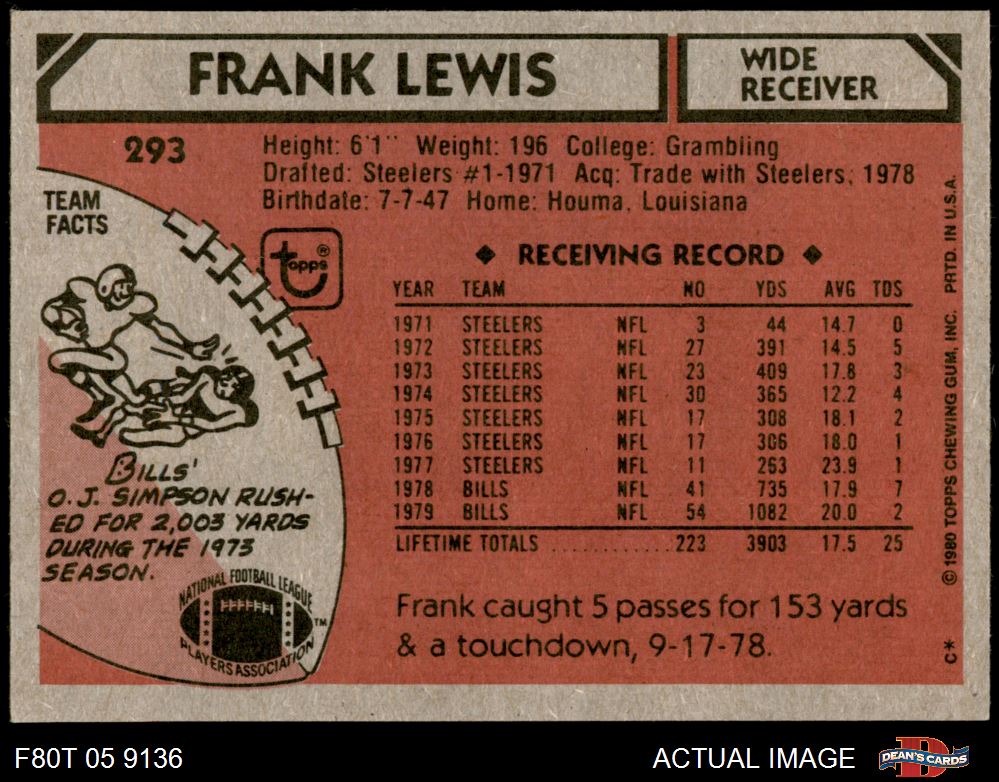 FRANK LEWIS
WIDE
RECEIVER
293
Height: 6'1" Weight: 196 College: Grambling
Drafted: Steelers #1-1971 Acq: Trade with Steelers, 1978
Birthdate: 7-7-47 Home: Houma, Louisiana
TEAM
FACTS
topps®
◆ RECEIVING RECORD ◆
YEAR TEAM NO YDS AVG TDS
1971 STEELERS NFL 3 44 14.7 0
1972 STEELERS NFL 27 391 14.5 5
1973 STEELERS NFL 23 409 17.8 3
1974 STEELERS NFL 30 365 12.2 4
1975 STEELERS NFL 17 308 18.1 2
1976 STEELERS NFL 17 306 18.0 1
1977 STEELERS NFL 11 263 23.9 1
1978 BILLS NFL 41 735 17.9 7
1979 BILLS NFL 54 1082 20.0 2
LIFETIME TOTALS ............223 3903 17.5 25
BILLS'
O.J. SIMPSON RUSH-
ED FOR 2,003 YARDS
DURING THE 1973
SEASON.
NATIONAL FOOTBALL LEAGUE
PLAYERS ASSOCIATION
TM
Frank caught 5 passes for 153 yards
& a touchdown, 9-17-78.
C* © 1980 TOPPS CHEWING GUM, INC. PRTD. IN U.S.A.
F80T 05 9136
ACTUAL IMAGE
DEAN'S CARDS